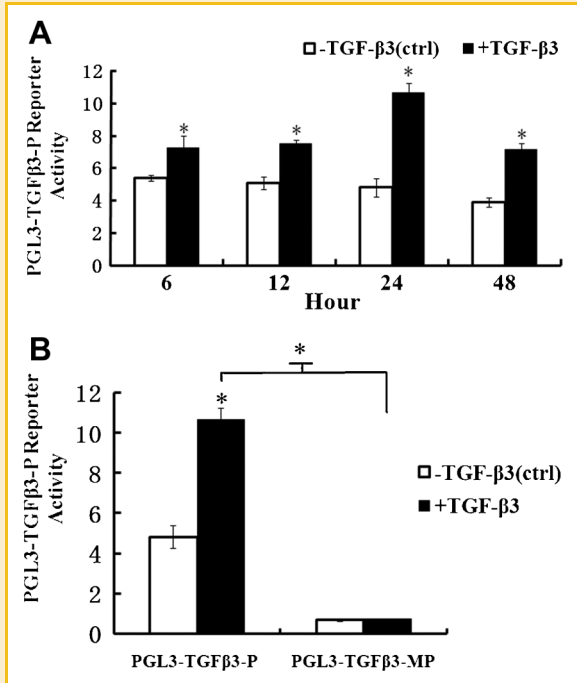 A
-TGF-β3(ctrl) +TGF-β3
PGL3-TGFβ3-P Reporter
Activity
12
10
8
6
4
2
0
* * * *
6 12 24 48
Hour
B
*
*
PGL3-TGFβ3-P Reporter
Activity
12
10
8
6
4
2
0
-TGF-β3(ctrl)
+TGF-β3
PGL3-TGFβ3-P PGL3-TGFβ3-MP